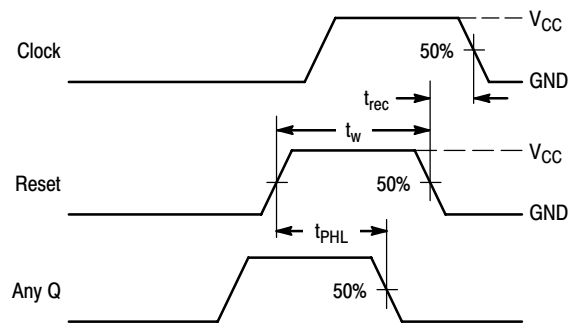 V_CC
Clock
50%
GND
t_rec
t_w
V_CC
Reset
50%
GND
t_PHL
Any Q
50%